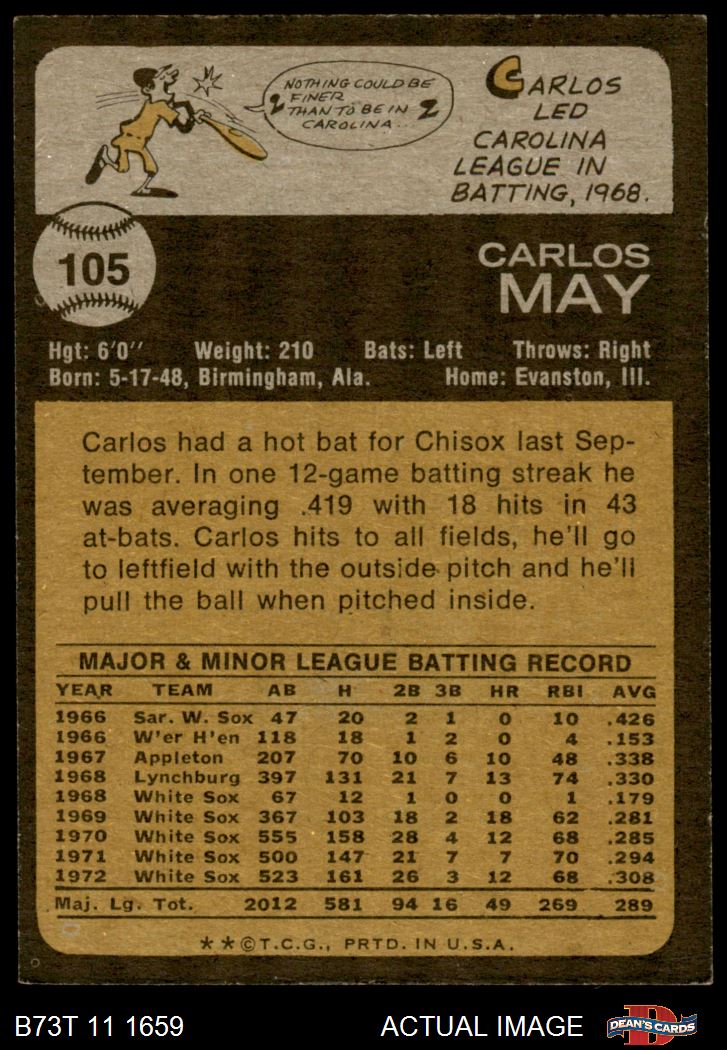 NOTHING COULD BE
FINER
THAN TO BE IN
CAROLINA...
CARLOS
LED
CAROLINA
LEAGUE IN
BATTING, 1968.
105
CARLOS
MAY
Hgt: 6'0" Weight: 210 Bats: Left Throws: Right
Born: 5-17-48, Birmingham, Ala. Home: Evanston, Ill.
Carlos had a hot bat for Chisox last Sep-
tember. In one 12-game batting streak he
was averaging .419 with 18 hits in 43
at-bats. Carlos hits to all fields, he'll go
to leftfield with the outside pitch and he'll
pull the ball when pitched inside.
MAJOR & MINOR LEAGUE BATTING RECORD
YEAR TEAM AB H 2B 3B HR RBI AVG
1966 Sar. W. Sox 47 20 2 1 0 10 .426
1966 W'er H'en 118 18 1 2 0 4 .153
1967 Appleton 207 70 10 6 10 48 .338
1968 Lynchburg 397 131 21 7 13 74 .330
1968 White Sox 67 12 1 0 0 1 .179
1969 White Sox 367 103 18 2 18 62 .281
1970 White Sox 555 158 28 4 12 68 .285
1971 White Sox 500 147 21 7 7 70 .294
1972 White Sox 523 161 26 3 12 68 .308
Maj. Lg. Tot. 2012 581 94 16 49 269 289
**©T.C.G., PRTD. IN U.S.A.
B73T 11 1659 ACTUAL IMAGE DEAN'S CARDS